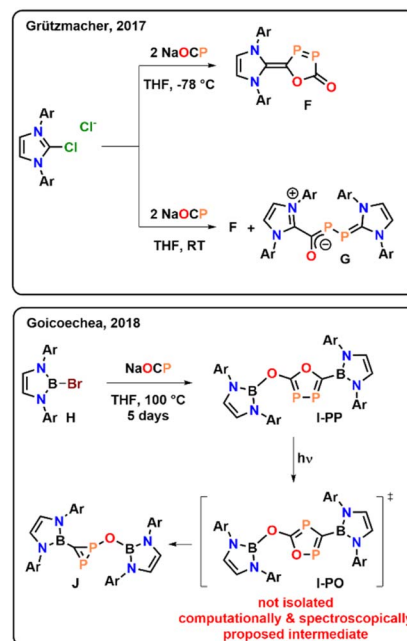 Grützmacher, 2017
2 NaOCP
THF, -78 °C
Ar
N
N
Ar
P
P
O
O
F
Ar
N
N
Ar
Cl
Cl⁻
2 NaOCP
THF, RT
F +
Ar
N
⊕
N
Ar
O
⊖
P
P
Ar
N
N
Ar
G
Goicoechea, 2018
Ar
N
B
Br
N
Ar
H
NaOCP
THF, 100 °C
5 days
Ar
N
B
N
Ar
O
O
P
P
Ar
N
B
N
Ar
I-PP
hν
Ar
N
B
N
Ar
P
P
O
Ar
N
B
N
Ar
J
Ar
N
B
N
Ar
O
P
O
P
Ar
N
B
N
Ar
‡
I-PO
not isolated
computationally & spectroscopically
proposed intermediate